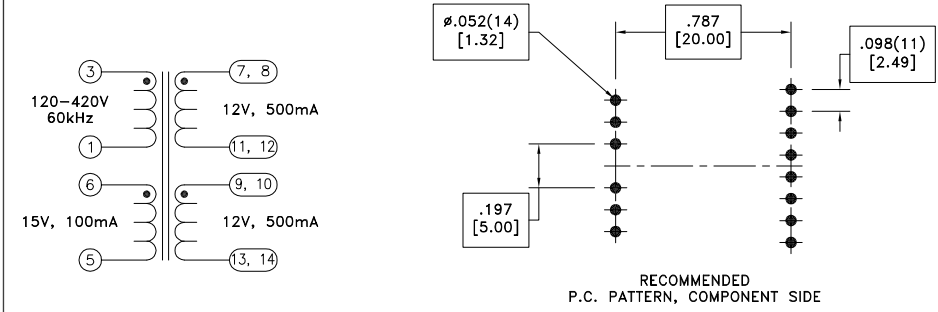 3
7, 8
120-420V
60kHz
12V, 500mA
1
11, 12
6
9, 10
15V, 100mA
12V, 500mA
5
13, 14
ø.052(14)
[1.32]
.787
[20.00]
.098(11)
[2.49]
.197
[5.00]
RECOMMENDED
P.C. PATTERN, COMPONENT SIDE